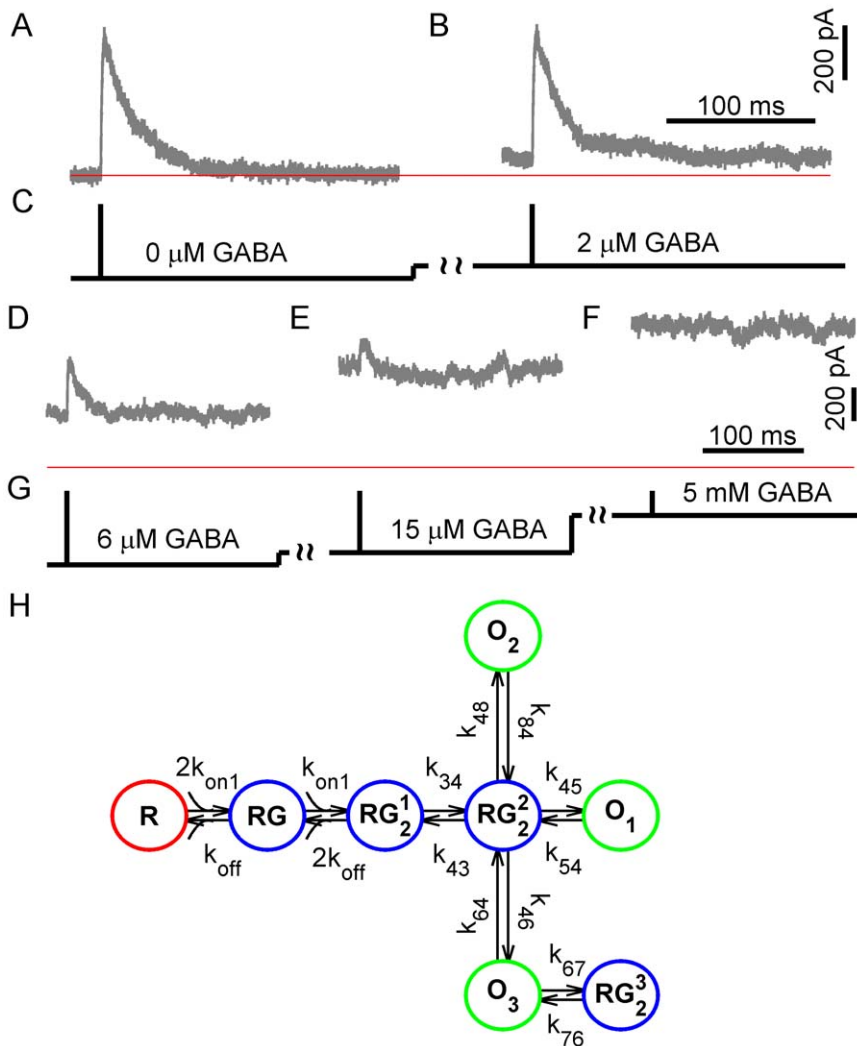 A
B
200 pA
100 ms
C
0 μM GABA
2 μM GABA
D
E
F
200 pA
100 ms
G
6 μM GABA
15 μM GABA
5 mM GABA
H
O₂
k₄₈
k₈₄
2kon1
kon1
k₃₄
k₄₅
R
RG
RG₂¹
RG₂²
O₁
koff
2koff
k₄₃
k₅₄
k₆₄
k₄₆
k₆₇
O₃
RG₂³
k₇₆